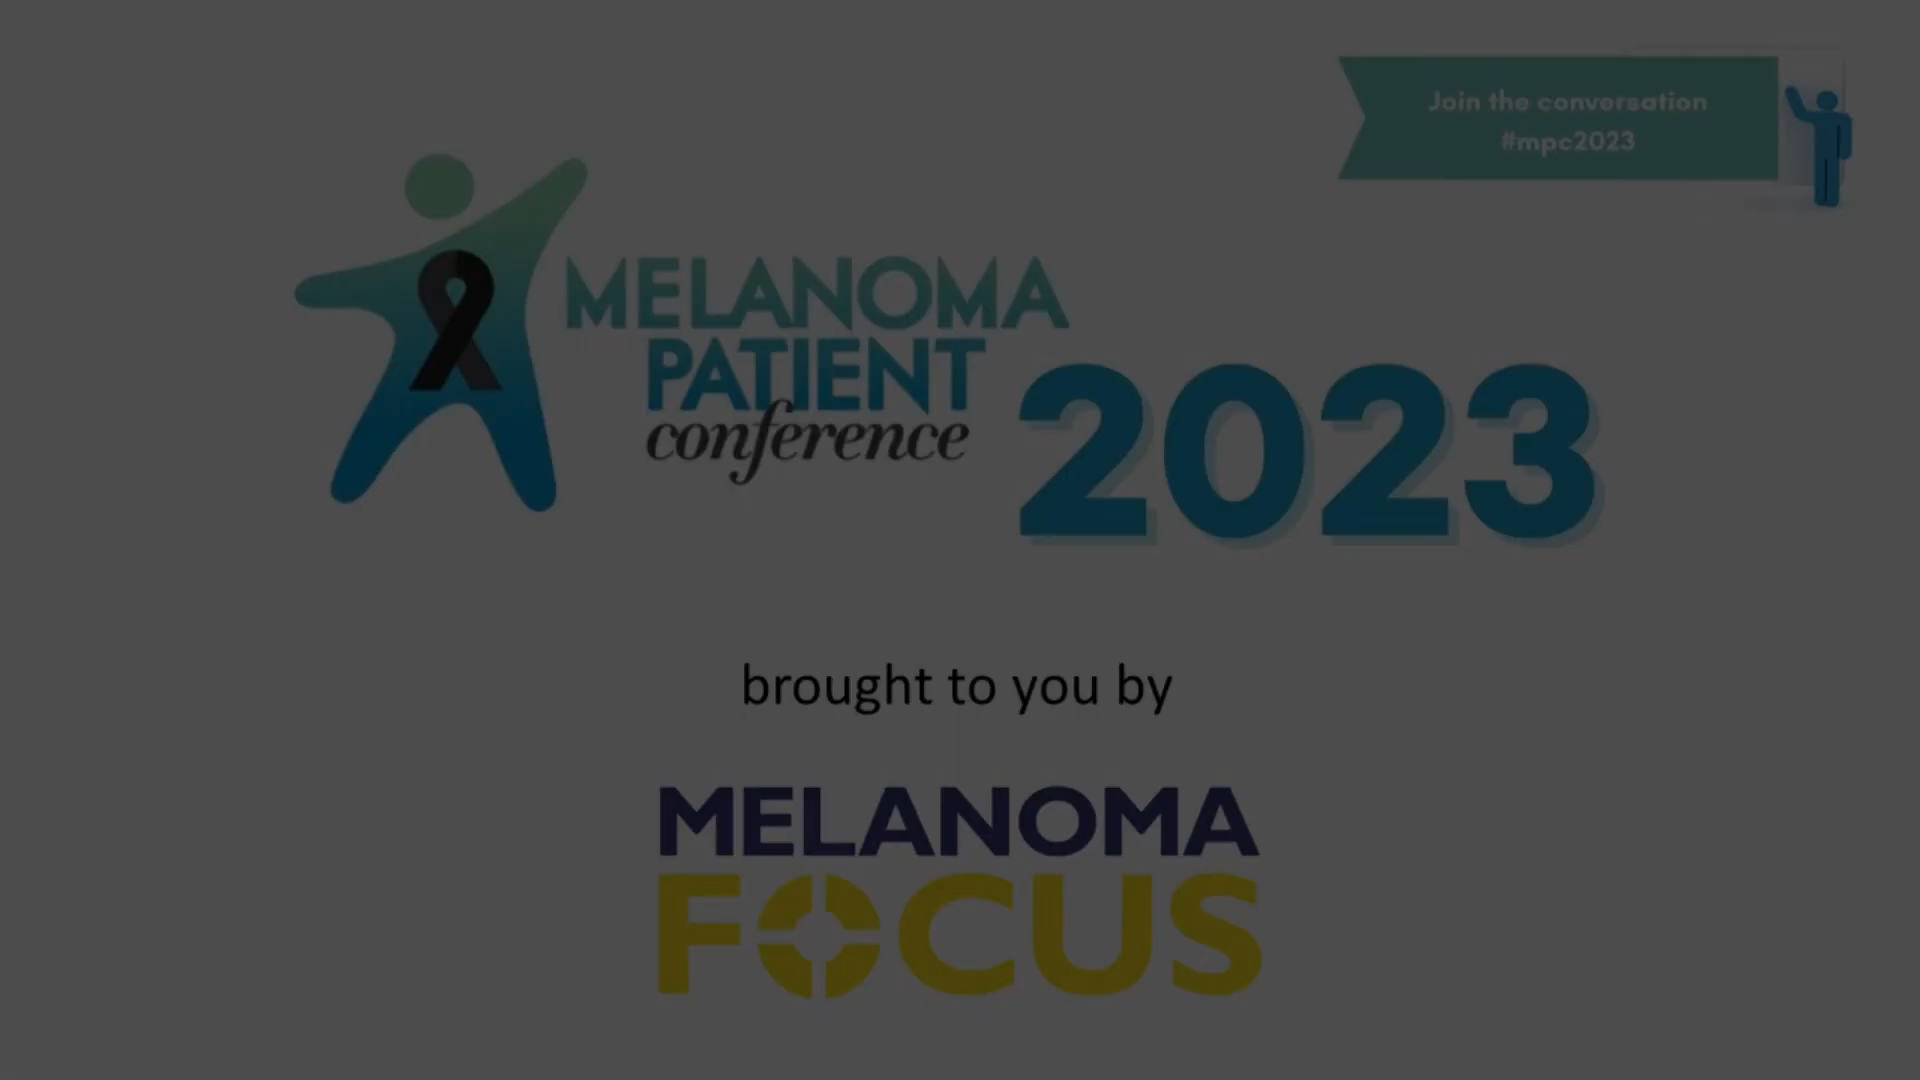 Join the conversation
#mpc2023
MELANOMA
PATIENT
conference
2023
brought to you by
MELANOMA
FOCUS